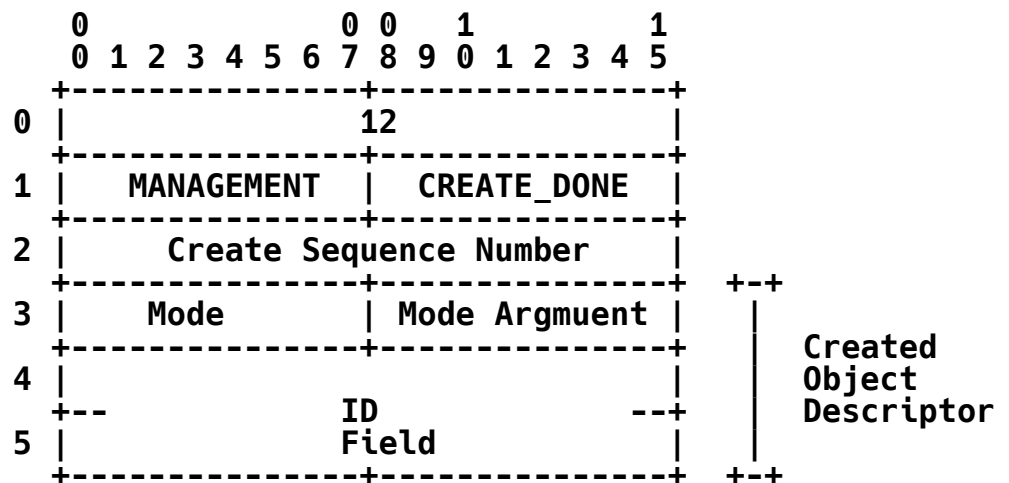 0 0 0 1 1
0 1 2 3 4 5 6 7 8 9 0 1 2 3 4 5
+---------------+---------------+
0 | 12 |
+---------------+---------------+
1 | MANAGEMENT | CREATE_DONE |
+---------------+---------------+
2 | Create Sequence Number |
+---------------+---------------+ +-+
3 | Mode | Mode Argmuent | |
+---------------+---------------+ | Created
4 | | | Object
+-- ID --+ | Descriptor
5 | Field | |
+---------------+---------------+ +-+